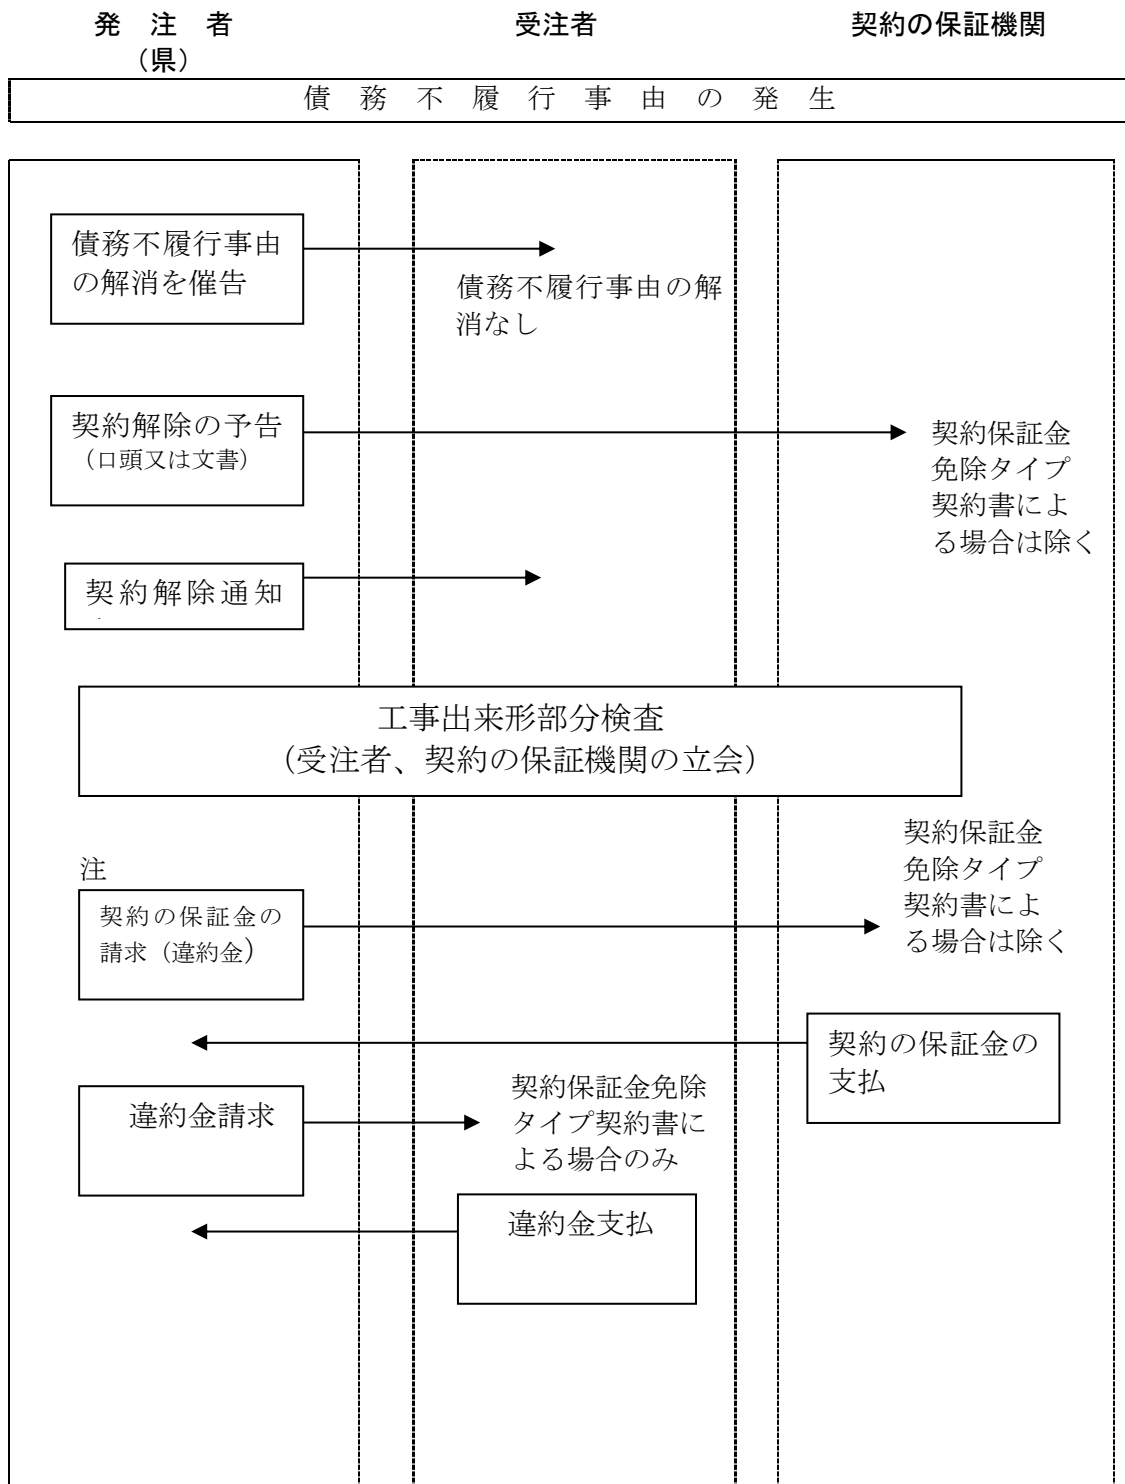 発　注　者
（県）
受注者
契約の保証機関
債　務　不　履　行　事　由　の　発　生
債務不履行事由
の解消を催告
債務不履行事由の解
消なし
契約解除の予告
（口頭又は文書）
契約保証金
免除タイプ
契約書によ
る場合は除く
契約解除通知
工事出来形部分検査
（受注者、契約の保証機関の立会）
契約保証金
免除タイプ
契約書によ
る場合は除く
注
契約の保証金の
請求（違約金）
契約の保証金の
支払
違約金請求
契約保証金免除
タイプ契約書に
よる場合のみ
違約金支払